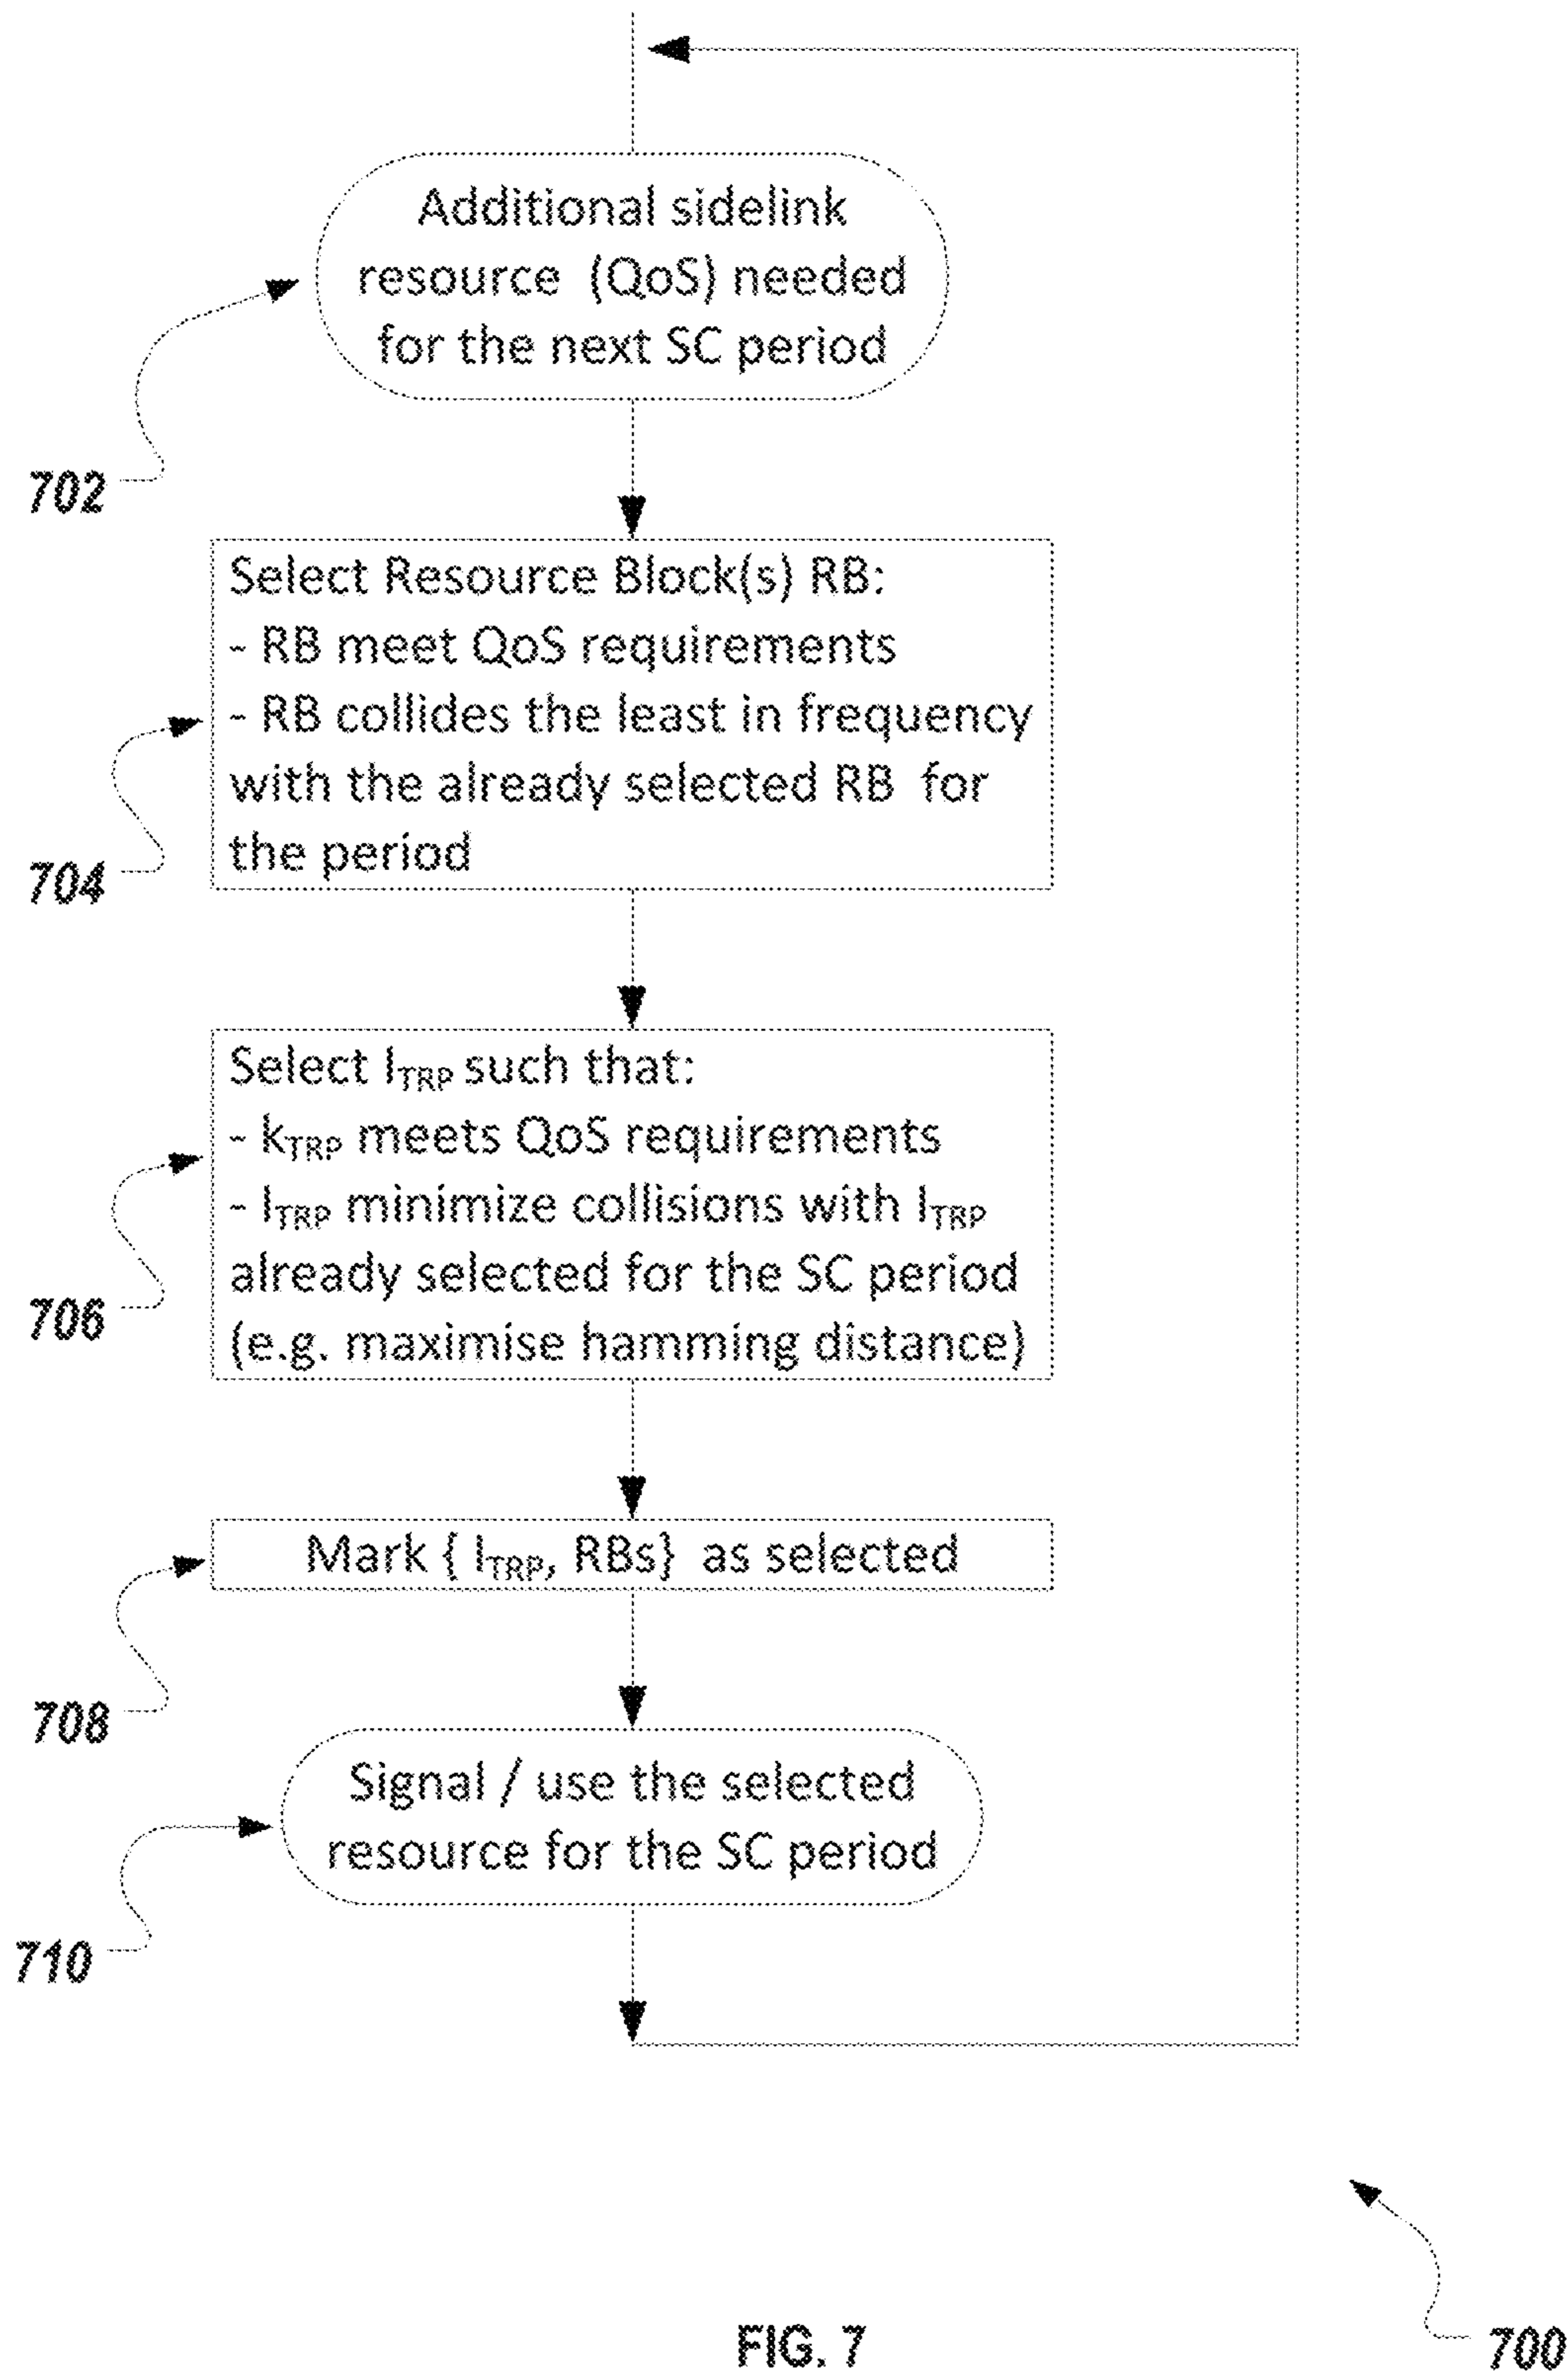 Additional sidelink
resource (QoS) needed
for the next SC period
702
Select Resource Block(s) RB:
- RB meet QoS requirements
- RB collides the least in frequency
with the already selected RB for
the period
704
Select ITRP such that:
- kTRP meets QoS requirements
- ITRP minimize collisions with ITRP
already selected for the SC period
(e.g. maximise hamming distance)
706
Mark { ITRP, RBs} as selected
708
Signal / use the selected
resource for the SC period
710
FIG. 7
700